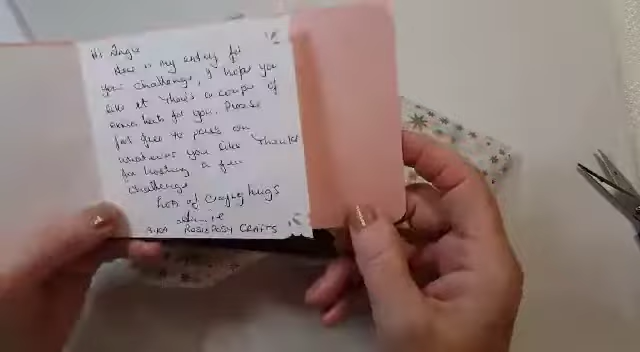 Hi Angie
Here is my entry for
your challenge, I hope you
like it There's a couple of
extra bits for you. Please
feel free to pass on
whatever you like Thanks
for hosting a fun
challenge
Lots of crafty hugs
A.K.A ROSIEPOSY CRAFTS